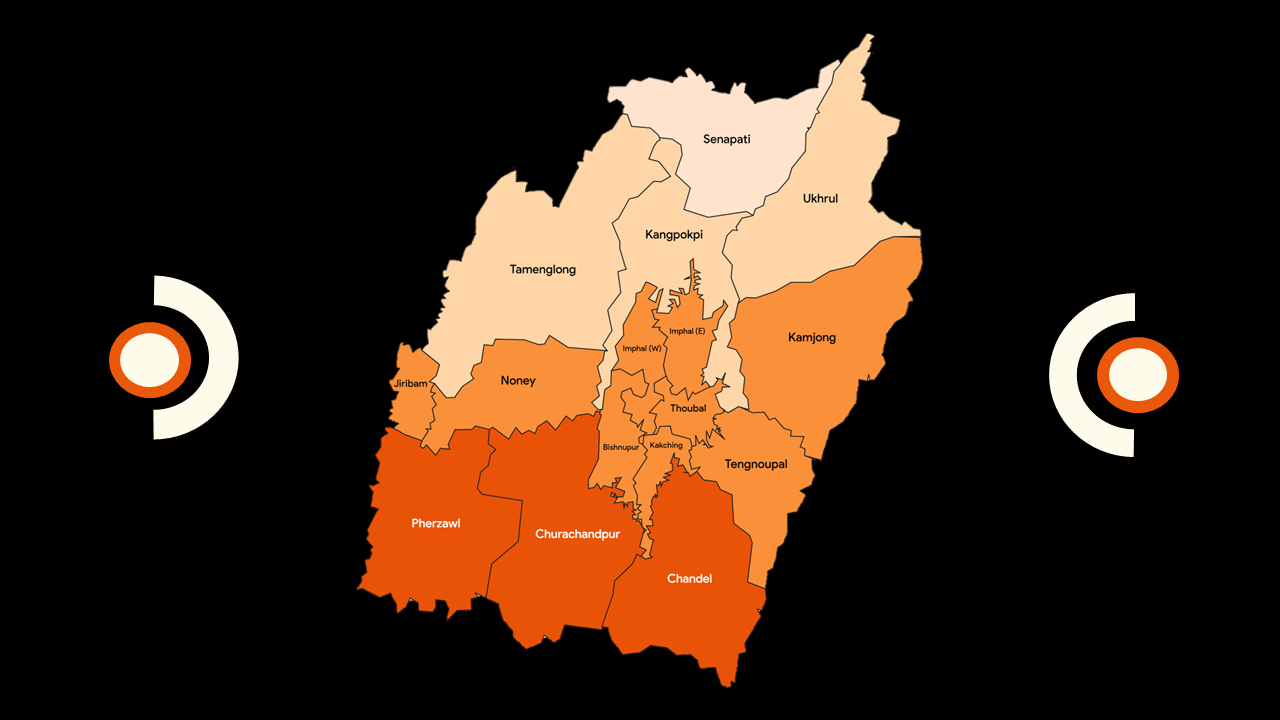 Senapati
Ukhrul
Kangpokpi
Tamenglong
Imphal (E)
Kamjong
Imphal (W)
Noney
Jiribam
Thoubal
Kakching
Bishnupur
Tengnoupal
Pherzawl
Churachandpur
Chandel